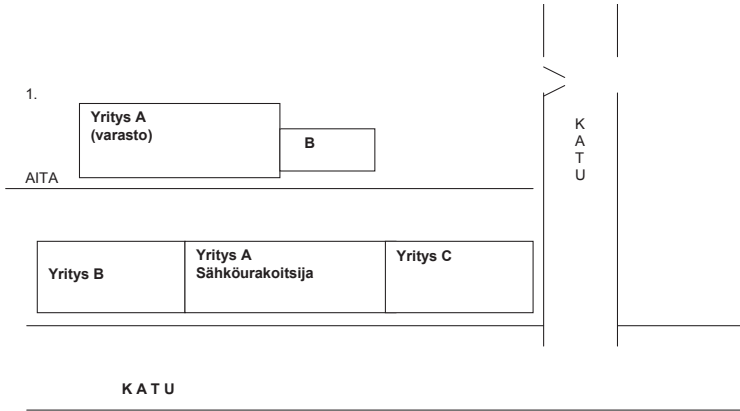 1.
Yritys A
(varasto)
B
K
A
T
U
AITA
Yritys B
Yritys A
Sähköurakoitsija
Yritys C
K A T U